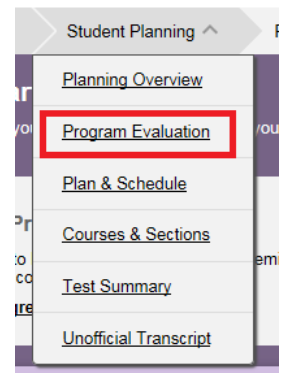 Student Planning
Planning Overview
Program Evaluation
Plan & Schedule
Courses & Sections
Test Summary
Unofficial Transcript